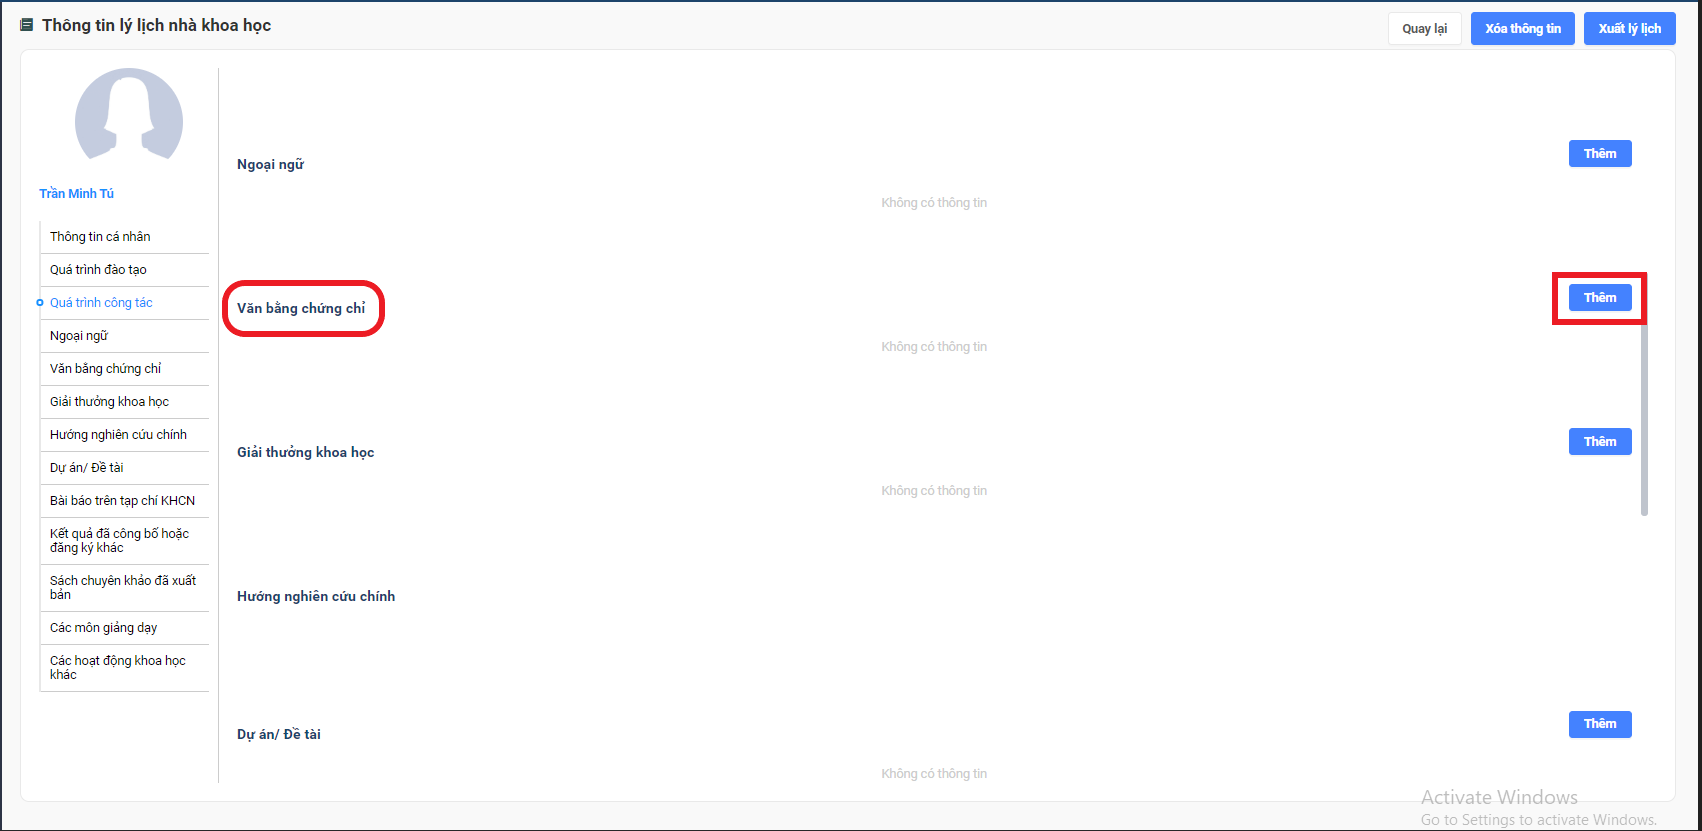 Thông tin lý lịch nhà khoa học
Quay lại
Xóa thông tin
Xuất lý lịch
Trần Minh Tú
Thông tin cá nhân
Quá trình đào tạo
Quá trình công tác
Ngoại ngữ
Văn bằng chứng chỉ
Giải thưởng khoa học
Hướng nghiên cứu chính
Dự án/ Đề tài
Bài báo trên tạp chí KHCN
Kết quả đã công bố hoặc
đăng ký khác
Sách chuyên khảo đã xuất
bản
Các môn giảng dạy
Các hoạt động khoa học
khác
Ngoại ngữ
Thêm
Không có thông tin
Văn bằng chứng chỉ
Thêm
Không có thông tin
Giải thưởng khoa học
Thêm
Không có thông tin
Hướng nghiên cứu chính
Dự án/ Đề tài
Thêm
Không có thông tin
Activate Windows
Go to Settings to activate Windows.